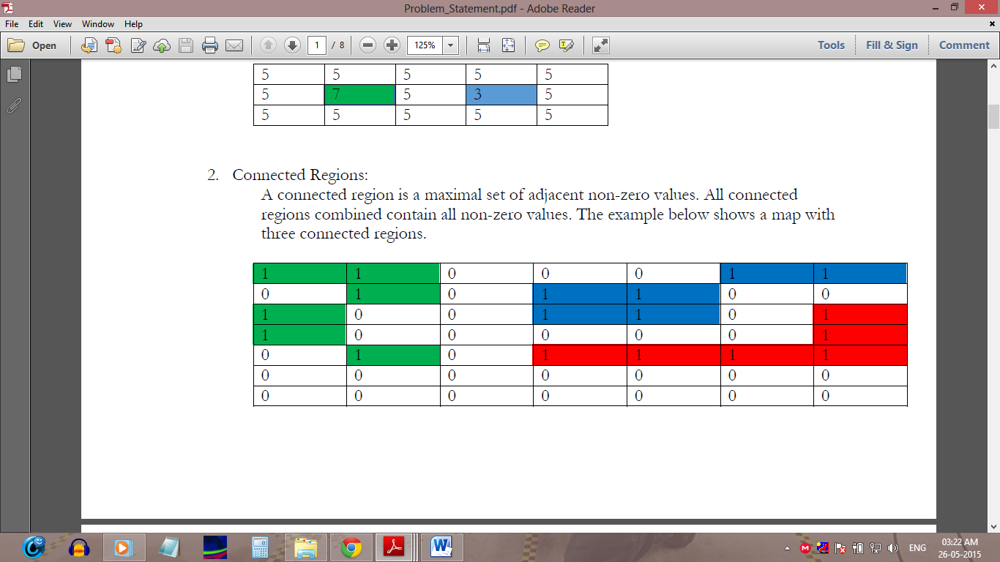 Problem_Statement.pdf - Adobe Reader
File Edit View Window Help
Open 1 / 8 125% Tools Fill & Sign Comment
5 5 5 5 5
5 7 5 3 5
5 5 5 5 5
2. Connected Regions:
A connected region is a maximal set of adjacent non-zero values. All connected
regions combined contain all non-zero values. The example below shows a map with
three connected regions.
1 1 0 0 0 1 1
0 1 0 1 1 0 0
1 0 0 1 1 0 1
1 0 0 0 0 0 1
0 1 0 1 1 1 1
0 0 0 0 0 0 0
0 0 0 0 0 0 0
ENG 03:22 AM
26-05-2015